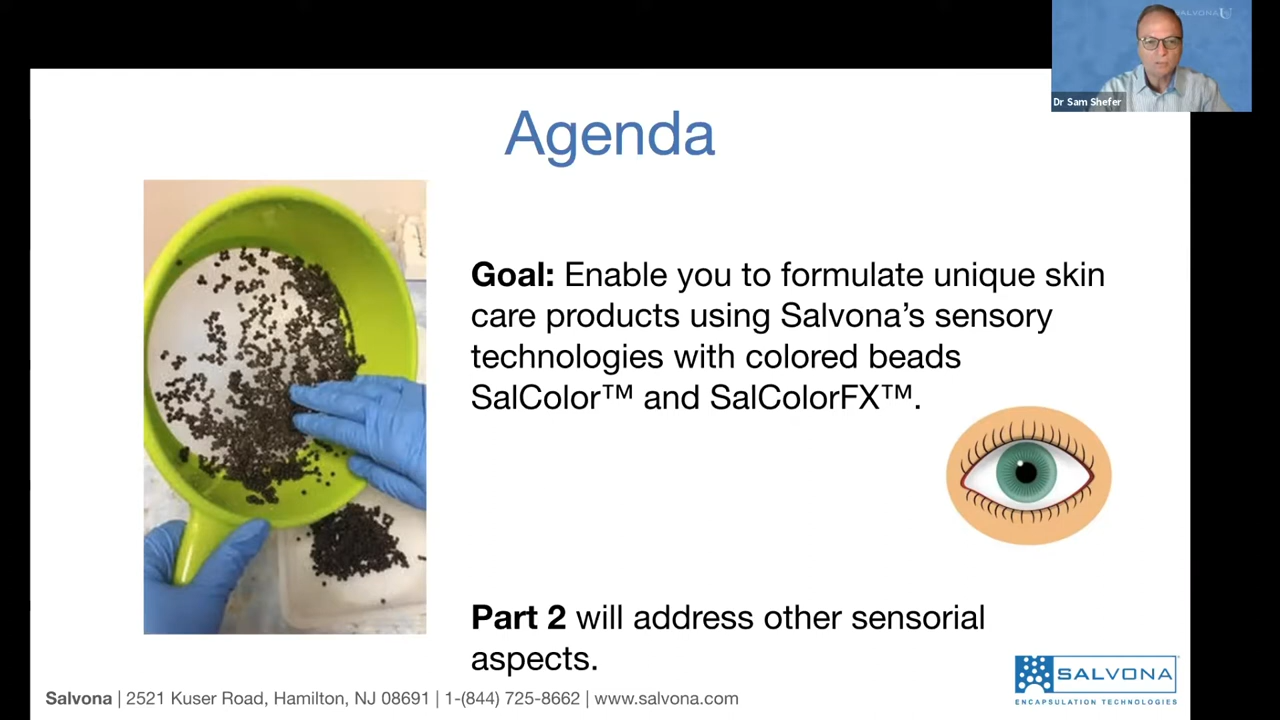 SALVONA
Dr Sam Shefer
Agenda
Goal: Enable you to formulate unique skin
care products using Salvona’s sensory
technologies with colored beads
SalColor™ and SalColorFX™.
Part 2 will address other sensorial
aspects.
SALVONA
ENCAPSULATION TECHNOLOGIES
Salvona | 2521 Kuser Road, Hamilton, NJ 08691 | 1-(844) 725-8662 | www.salvona.com